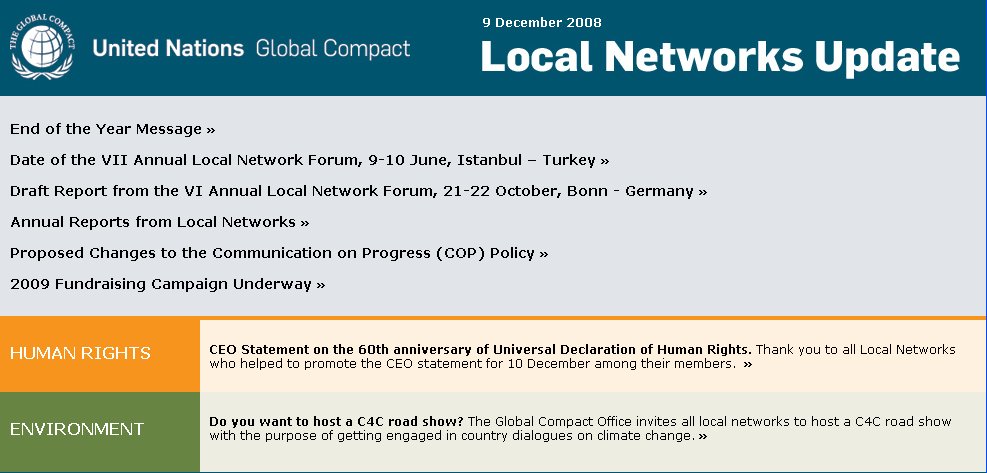 THE GLOBAL COMPACT
United Nations Global Compact
9 December 2008
Local Networks Update
End of the Year Message »
Date of the VII Annual Local Network Forum, 9-10 June, Istanbul – Turkey »
Draft Report from the VI Annual Local Network Forum, 21-22 October, Bonn - Germany »
Annual Reports from Local Networks »
Proposed Changes to the Communication on Progress (COP) Policy »
2009 Fundraising Campaign Underway »
HUMAN RIGHTS
CEO Statement on the 60th anniversary of Universal Declaration of Human Rights. Thank you to all Local Networks
who helped to promote the CEO statement for 10 December among their members. »
ENVIRONMENT
Do you want to host a C4C road show? The Global Compact Office invites all local networks to host a C4C road show
with the purpose of getting engaged in country dialogues on climate change. »